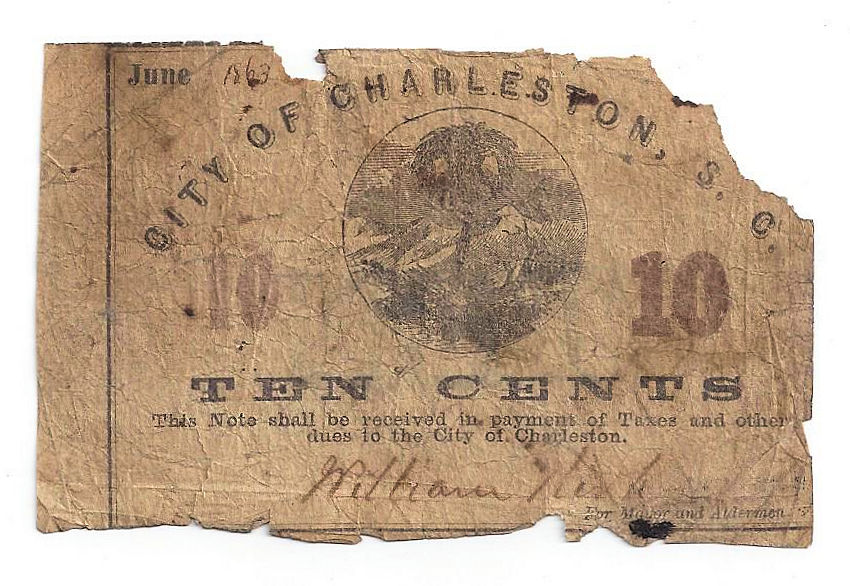 June 1863
CITY OF CHARLESTON, S. C.
10 10
TEN CENTS
This Note shall be received in payment of Taxes and other
dues to the City of Charleston.
William
For Mayor and Aldermen